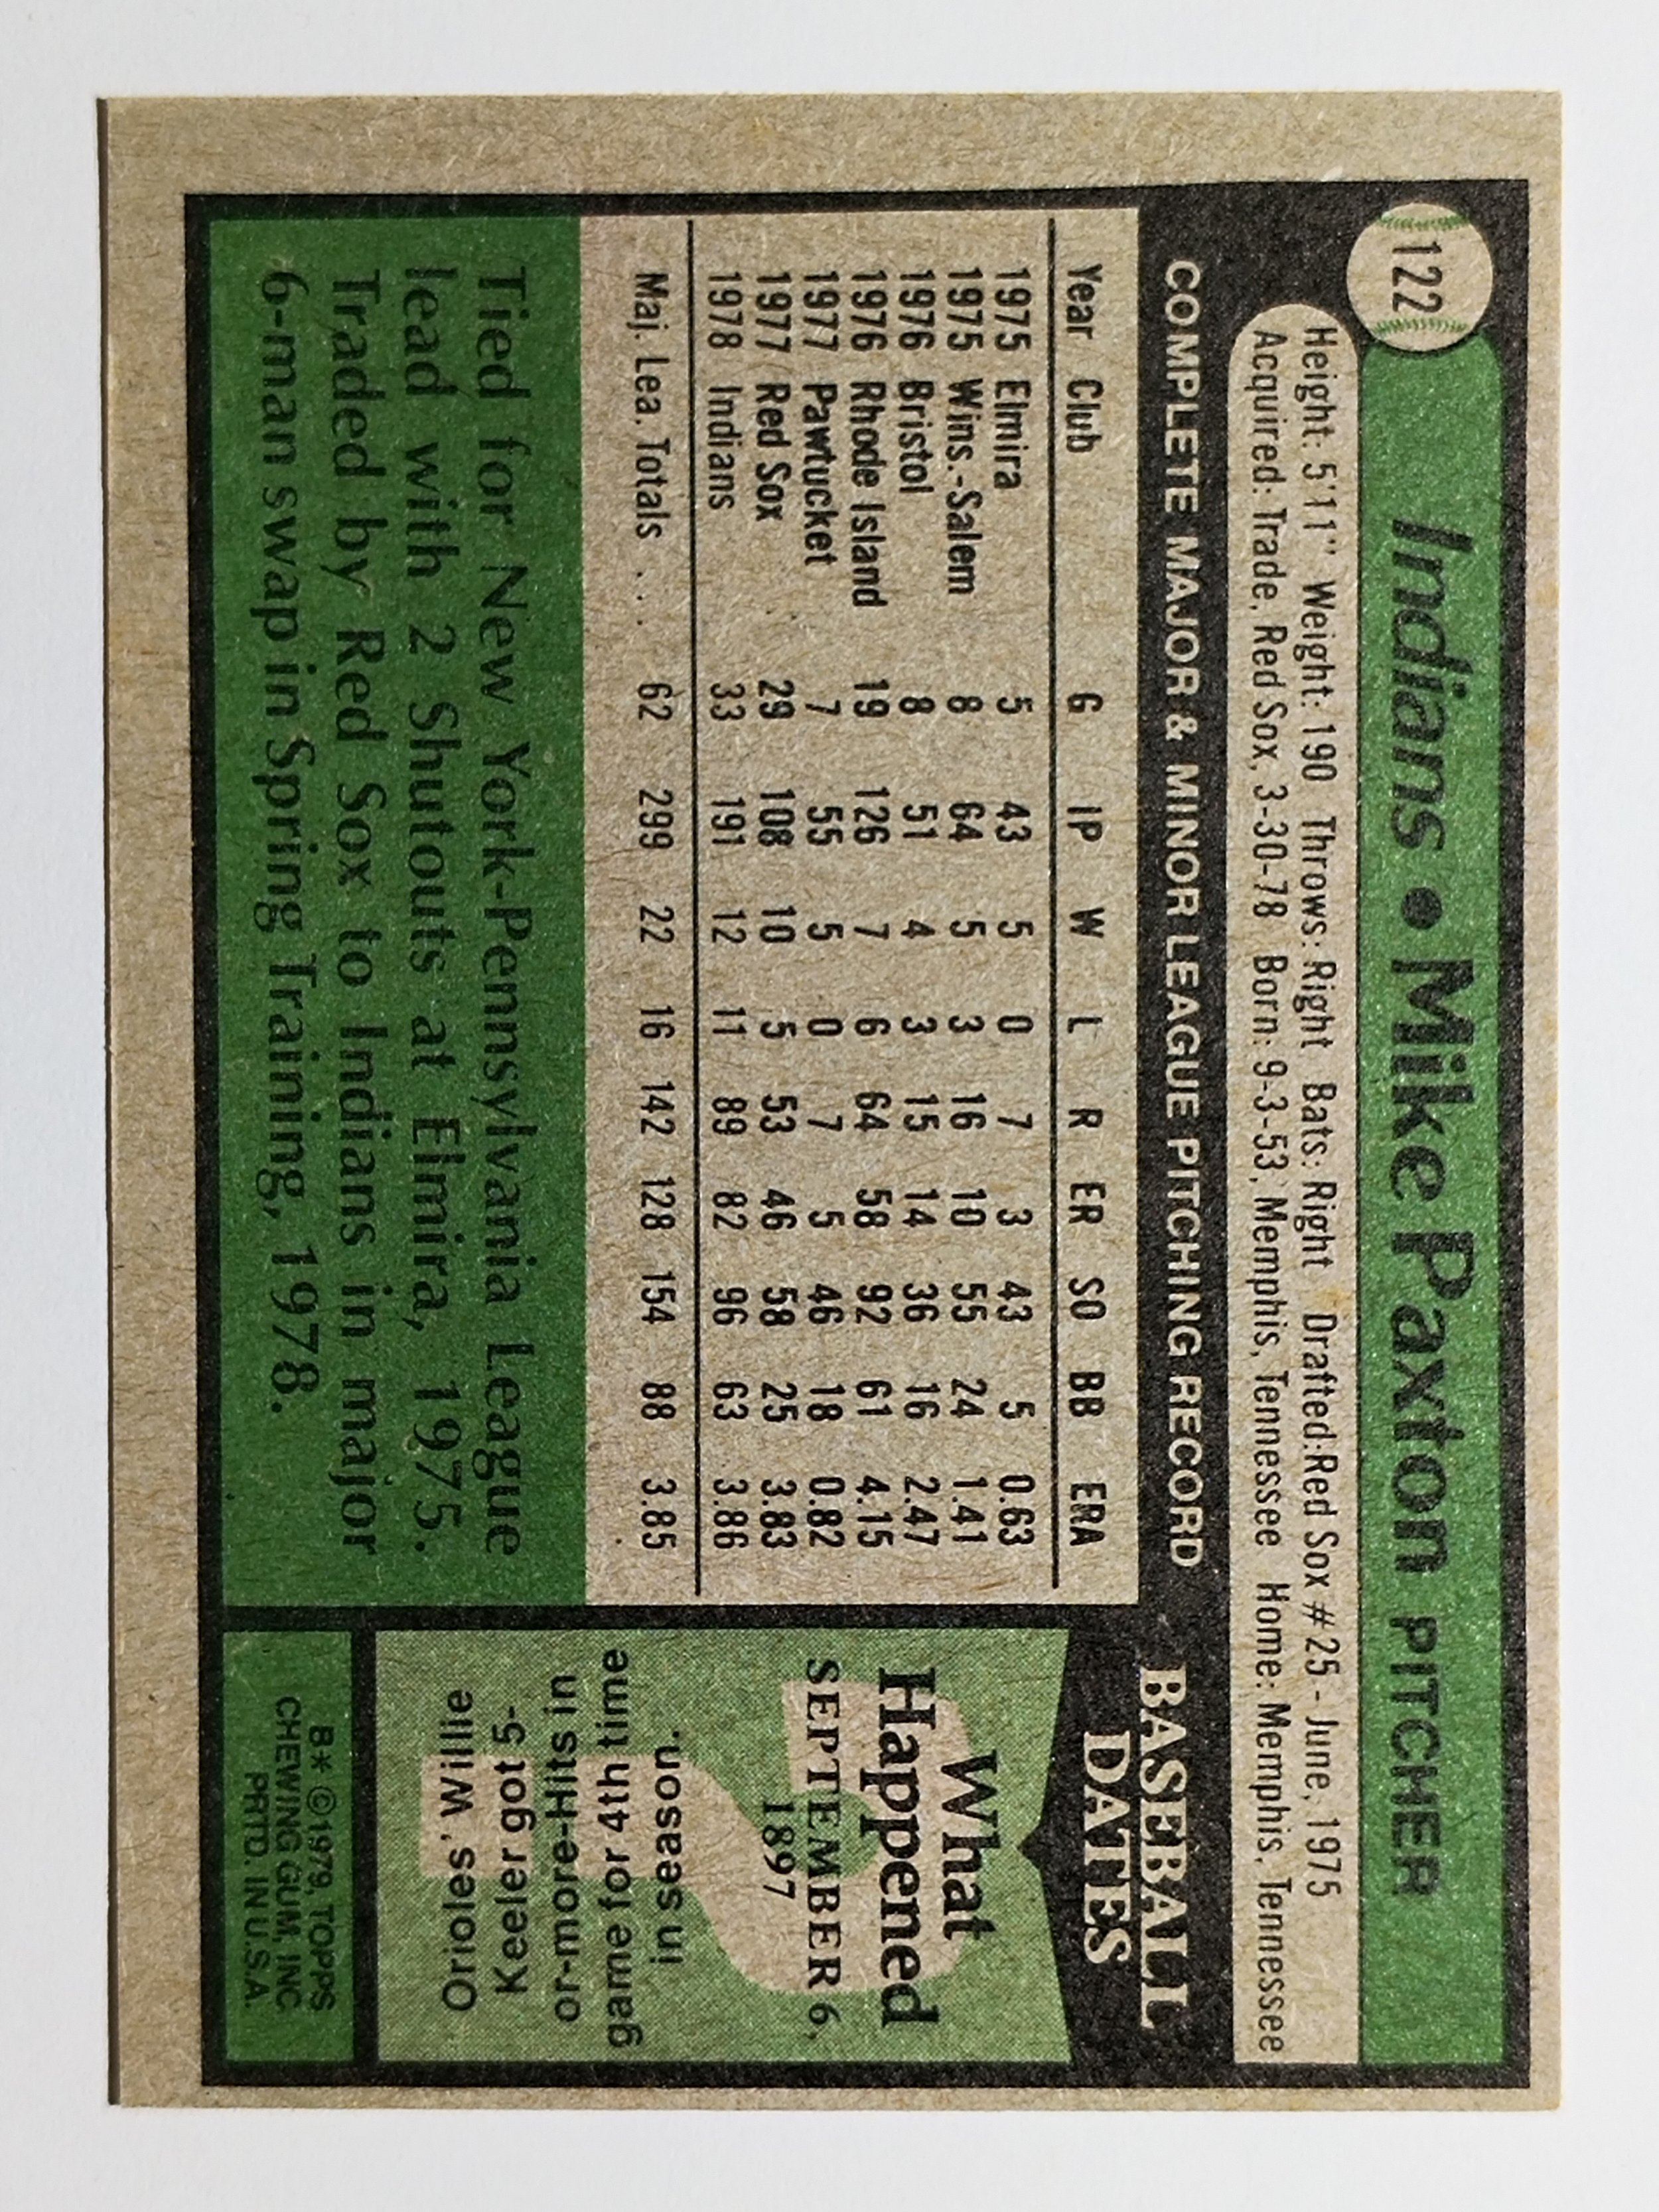 122
Indians • Mike Paxton PITCHER
Height: 5'11" Weight: 190 Throws: Right Bats: Right Drafted: Red Sox #25 - June, 1975
Acquired: Trade, Red Sox, 3-30-78 Born: 9-3-53, Memphis, Tennessee Home: Memphis, Tennessee
COMPLETE MAJOR & MINOR LEAGUE PITCHING RECORD
Year Club G IP W L R ER SO BB ERA
1975 Elmira 5 43 5 0 7 3 43 5 0.63
1975 Wins.-Salem 8 64 5 3 16 10 55 24 1.41
1976 Bristol 8 51 4 3 15 14 36 16 2.47
1976 Rhode Island 19 126 7 6 64 58 92 61 4.15
1977 Pawtucket 7 55 5 0 7 5 46 18 0.82
1977 Red Sox 29 108 10 5 53 46 58 25 3.83
1978 Indians 33 191 12 11 89 82 96 63 3.86
Maj. Lea. Totals . . 62 299 22 16 142 128 154 88 3.85
Tied for New York-Pennsylvania League
lead with 2 Shutouts at Elmira, 1975.
Traded by Red Sox to Indians in major
6-man swap in Spring Training, 1978.
BASEBALL
DATES
What
Happened
SEPTEMBER 6,
1897
Orioles' Willie
Keeler got 5-
or-more-Hits in
game for 4th time
in season.
B* ©1979, TOPPS
CHEWING GUM, INC.
PRTD. IN U.S.A.